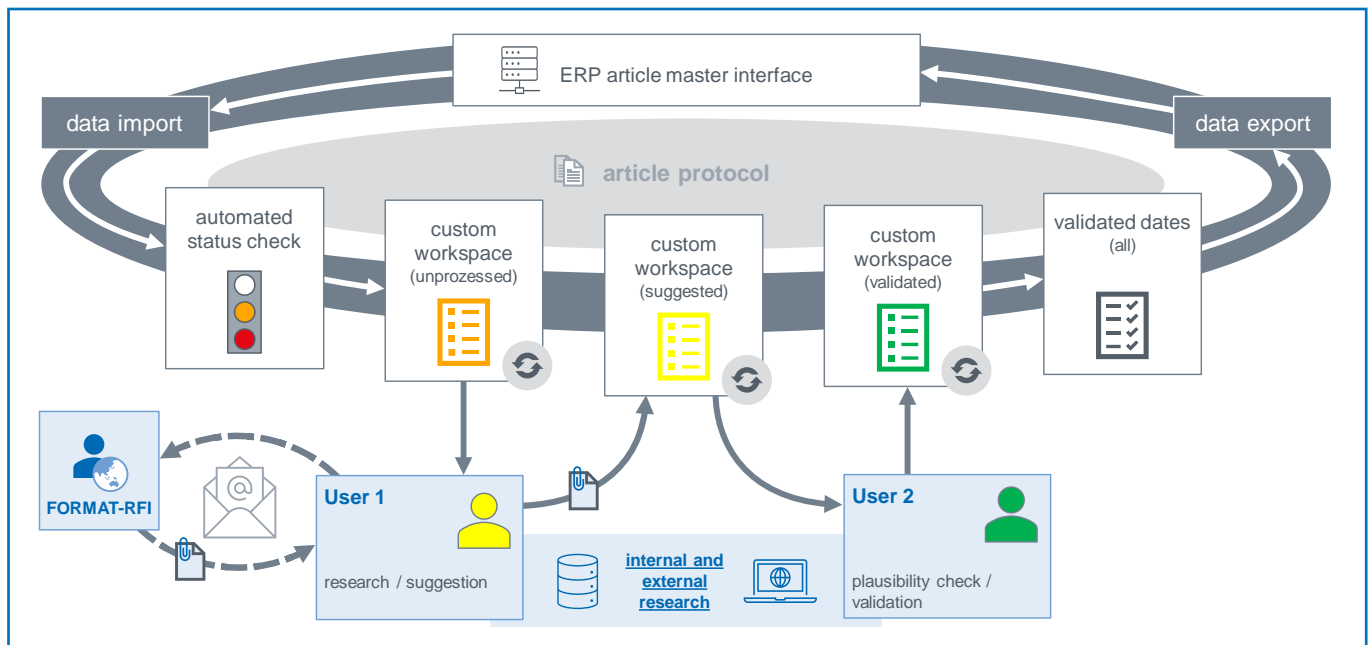 ERP article master interface
data import
data export
article protocol
automated
status check
custom
workspace
(unprozessed)
custom
workspace
(suggested)
custom
workspace
(validated)
validated dates
(all)
FORMAT-RFI
@
User 1
research / suggestion
internal and
external
research
User 2
plausibility check /
validation